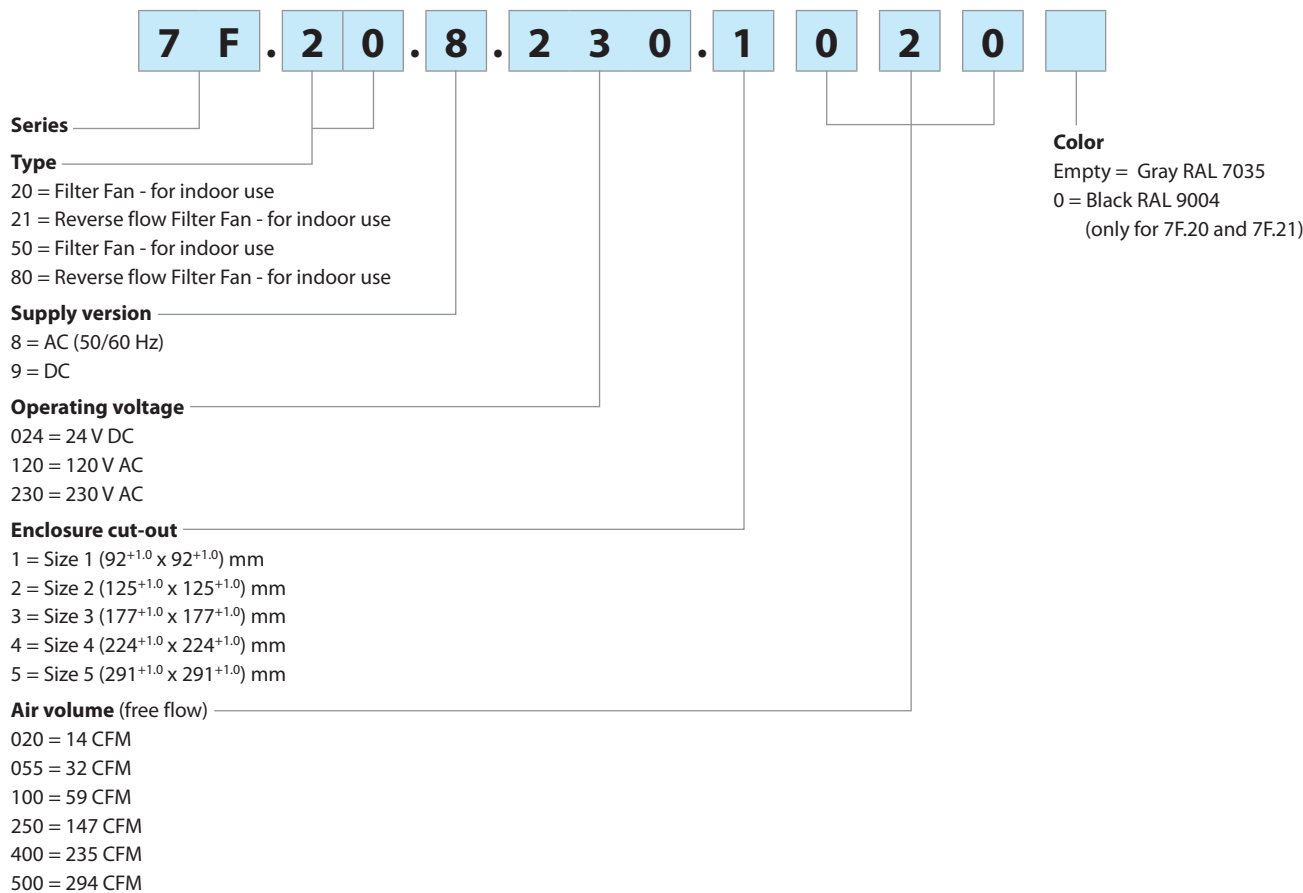 7 F . 2 0 . 8 . 2 3 0 . 1 0 2 0
Series
Type
20 = Filter Fan - for indoor use
21 = Reverse flow Filter Fan - for indoor use
50 = Filter Fan - for indoor use
80 = Reverse flow Filter Fan - for indoor use
Supply version
8 = AC (50/60 Hz)
9 = DC
Operating voltage
024 = 24 V DC
120 = 120 V AC
230 = 230 V AC
Enclosure cut-out
1 = Size 1 (92+1.0 x 92+1.0) mm
2 = Size 2 (125+1.0 x 125+1.0) mm
3 = Size 3 (177+1.0 x 177+1.0) mm
4 = Size 4 (224+1.0 x 224+1.0) mm
5 = Size 5 (291+1.0 x 291+1.0) mm
Air volume (free flow)
020 = 14 CFM
055 = 32 CFM
100 = 59 CFM
250 = 147 CFM
400 = 235 CFM
500 = 294 CFM
Color
Empty = Gray RAL 7035
0 = Black RAL 9004
(only for 7F.20 and 7F.21)